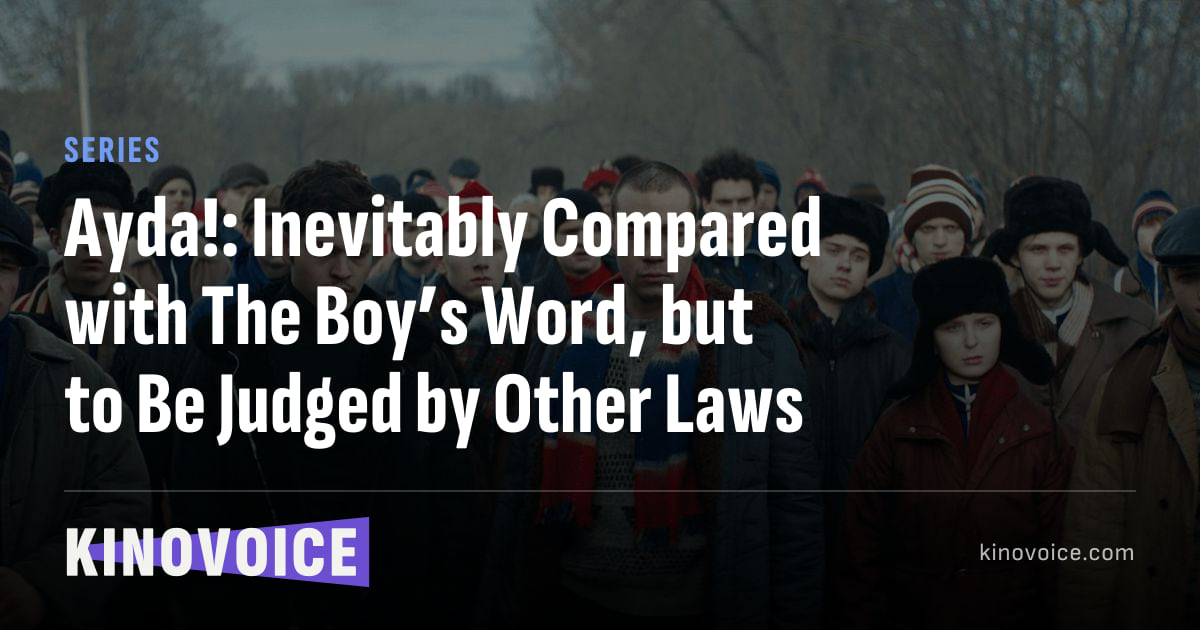 SERIES
Ayda!: Inevitably Compared
with The Boy’s Word, but
to Be Judged by Other Laws
KINOVOICE
kinovoice.com